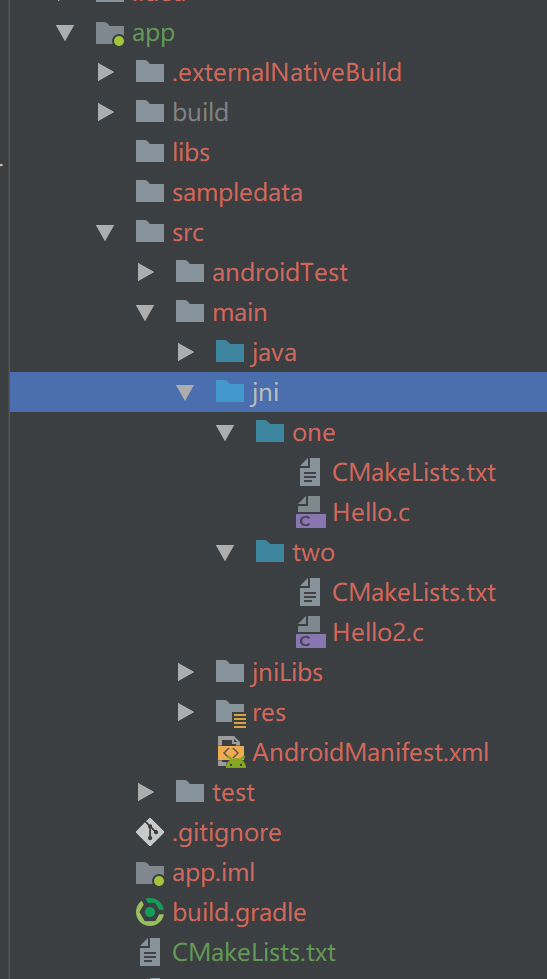 app
.externalNativeBuild
build
libs
sampledata
src
androidTest
main
java
jni
one
CMakeLists.txt
Hello.c
two
CMakeLists.txt
Hello2.c
jniLibs
res
AndroidManifest.xml
test
.gitignore
app.iml
build.gradle
CMakeLists.txt